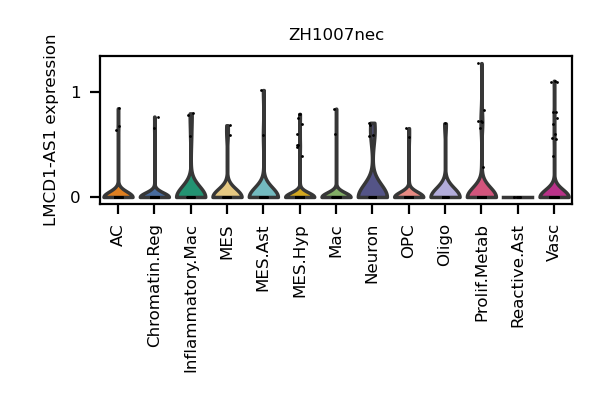 ZH1007nec
LMCD1-AS1 expression
1
0
AC
Chromatin.Reg
Inflammatory.Mac
MES
MES.Ast
MES.Hyp
Mac
Neuron
OPC
Oligo
Prolif.Metab
Reactive.Ast
Vasc